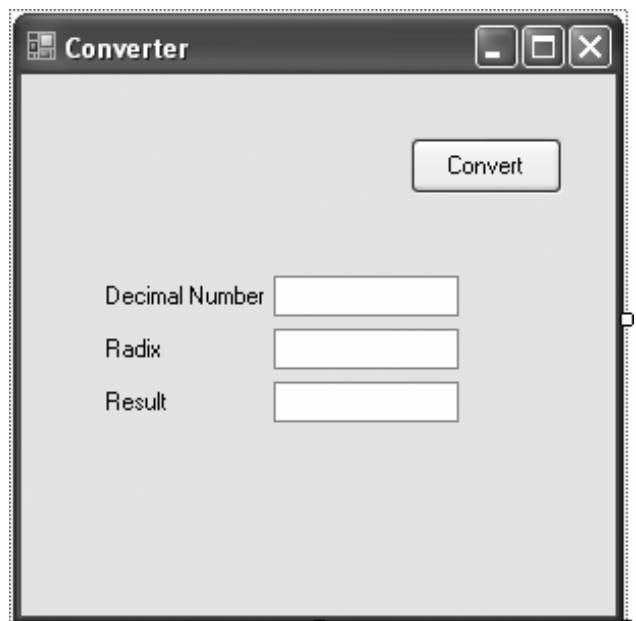 Converter
Convert
Decimal Number
Radix
Result